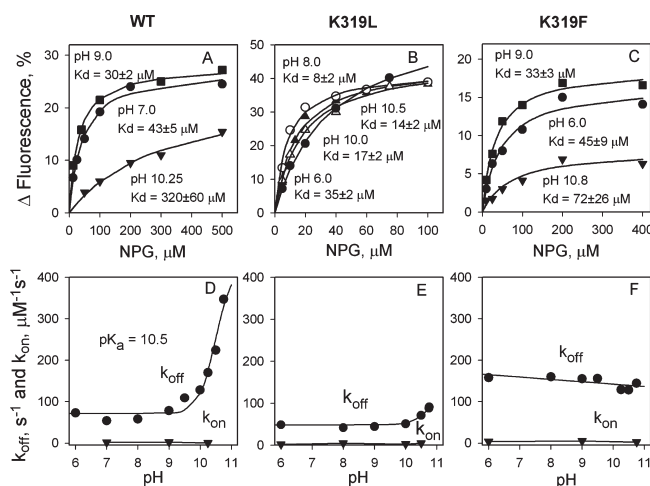 WT
K319L
K319F
Δ Fluorescence, %
30
20
10
0
A
pH 9.0
Kd = 30±2 μM
pH 7.0
Kd = 43±5 μM
pH 10.25
Kd = 320±60 μM
0 100 200 300 400 500
NPG, μM
50
40
30
20
10
0
B
pH 8.0
Kd = 8±2 μM
pH 10.5
Kd = 14±2 μM
pH 10.0
Kd = 17±2 μM
pH 6.0
Kd = 35±2 μM
0 20 40 60 80 100
NPG, μM
20
15
10
5
0
C
pH 9.0
Kd = 33±3 μM
pH 6.0
Kd = 45±9 μM
pH 10.8
Kd = 72±26 μM
0 100 200 300 400
NPG, μM
koff, s-1 and kon, μM-1s-1
400
300
200
100
0
D
pKa = 10.5
koff
kon
6 7 8 9 10 11
pH
400
300
200
100
0
E
koff
kon
6 7 8 9 10 11
pH
400
300
200
100
0
F
koff
kon
6 7 8 9 10 11
pH